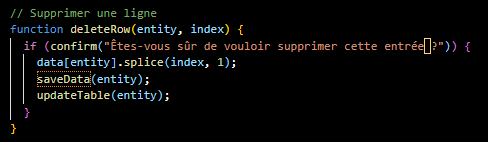 // Supprimer une ligne
function deleteRow(entity, index) {
if (confirm("Êtes-vous sûr de vouloir supprimer cette entrée ?")) {
data[entity].splice(index, 1);
saveData(entity);
updateTable(entity);
}
}